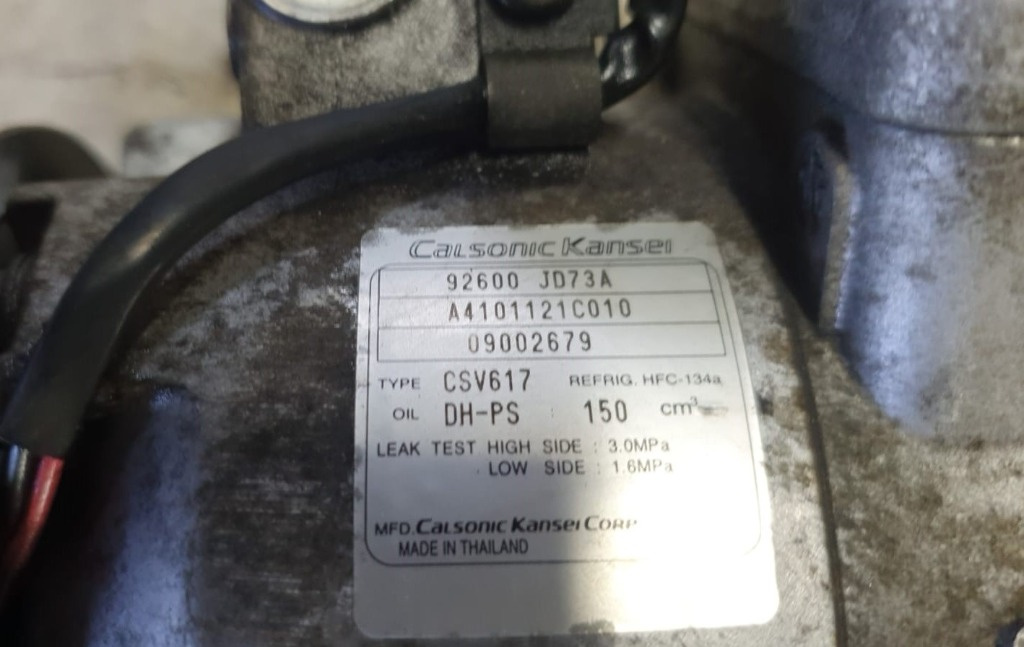 Calsonic Kansei
92600 JD73A
A4101121C010
09002679
TYPE CSV617 REFRIG. HFC-134a
OIL DH-PS : 150 cm³
LEAK TEST HIGH SIDE : 3.0MPa
LOW SIDE : 1.6MPa
MFD. Calsonic Kansei Corp
MADE IN THAILAND